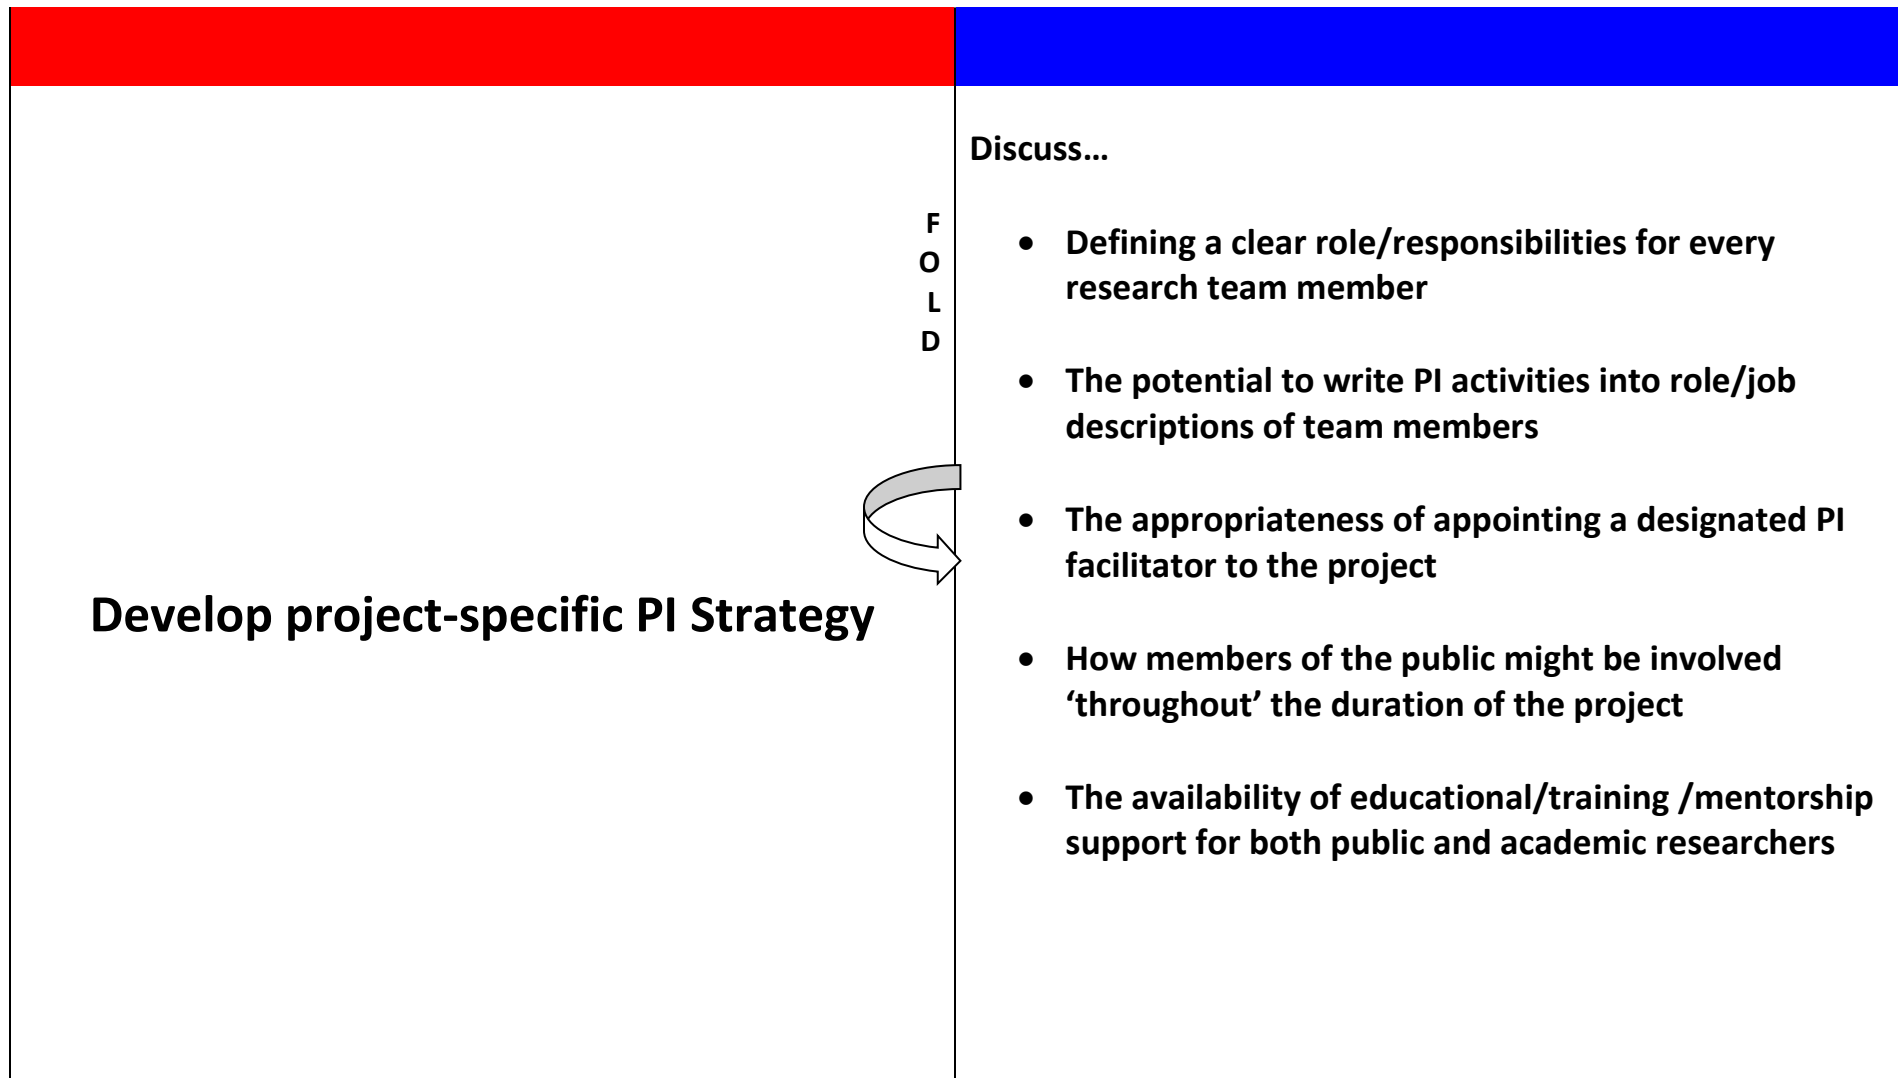 Develop project-specific PI Strategy
F
O
L
D
Discuss…
• Defining a clear role/responsibilities for every
research team member
• The potential to write PI activities into role/job
descriptions of team members
• The appropriateness of appointing a designated PI
facilitator to the project
• How members of the public might be involved
‘throughout’ the duration of the project
• The availability of educational/training /mentorship
support for both public and academic researchers